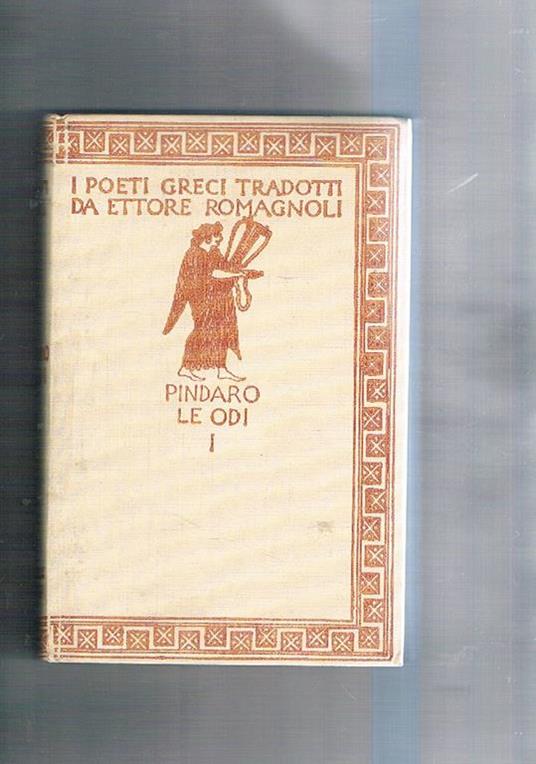 I POETI GRECI TRADOTTI
DA ETTORE ROMAGNOLI
PINDARO
LE ODI
I